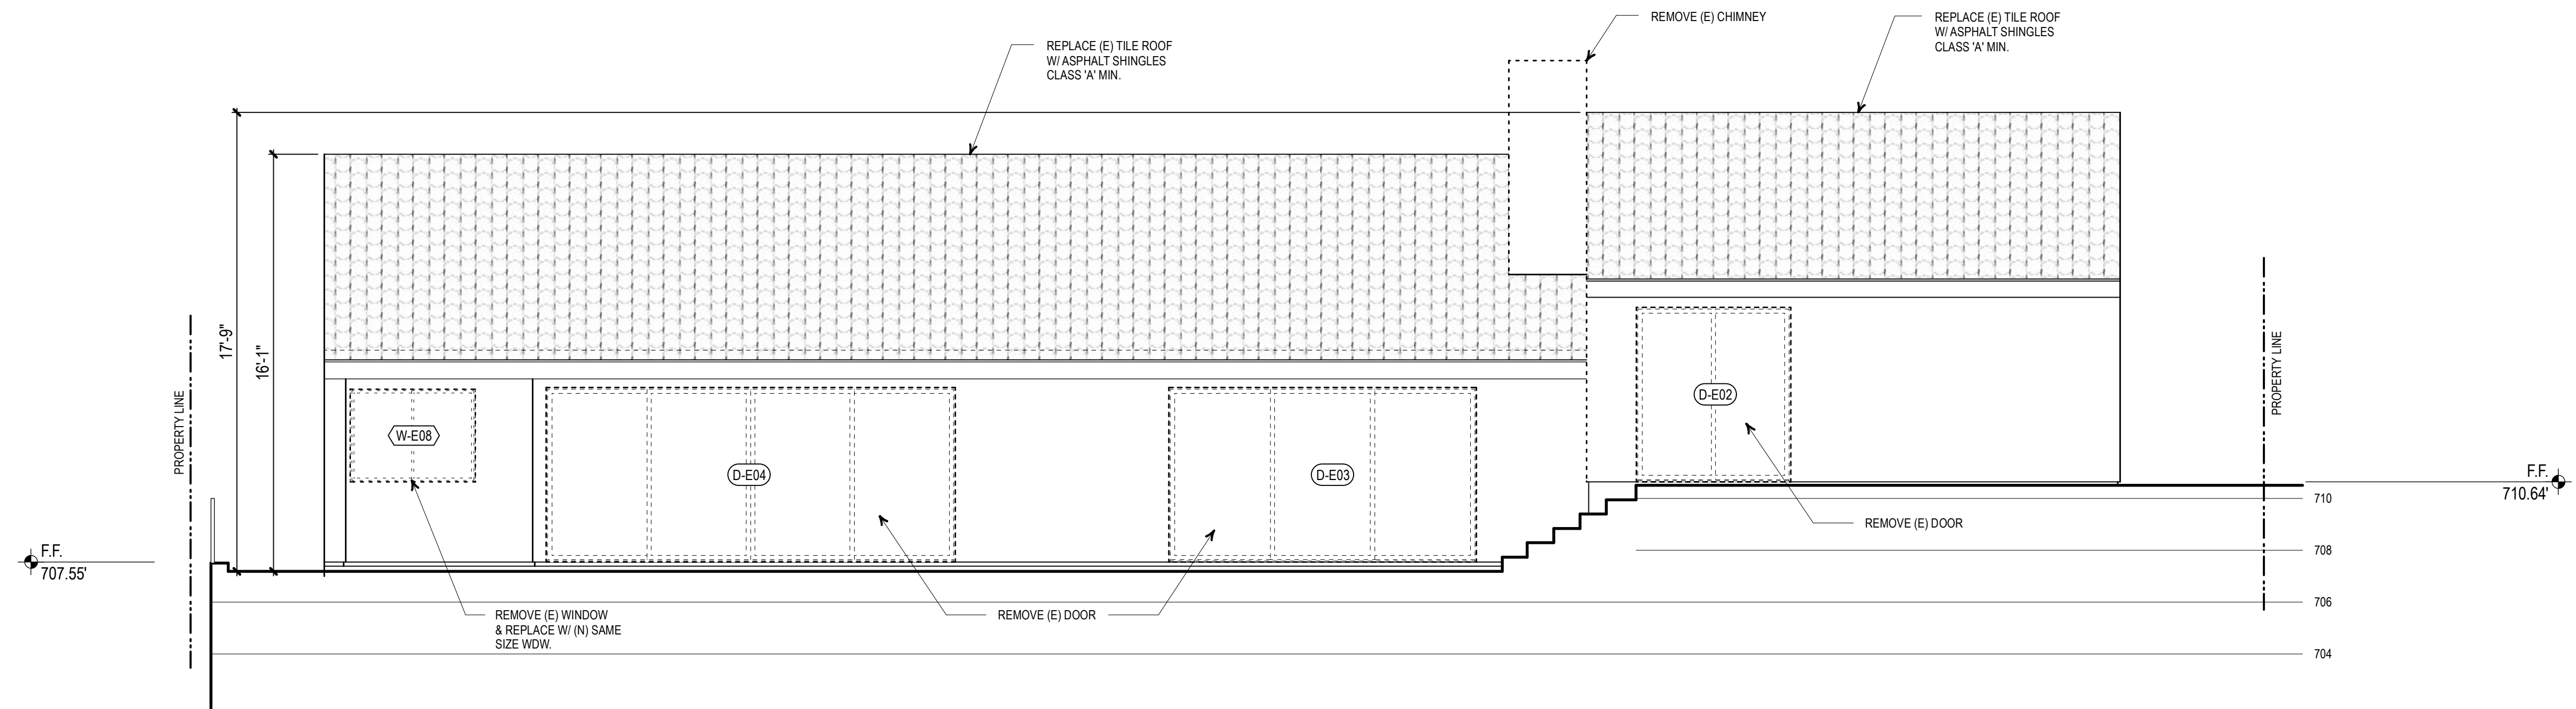 REMOVE (E) CHIMNEY
REPLACE (E) TILE ROOF
W/ ASPHALT SHINGLES
CLASS 'A' MIN.
REPLACE (E) TILE ROOF
W/ ASPHALT SHINGLES
CLASS 'A' MIN.
17'-9"
16'-1"
PROPERTY LINE
PROPERTY LINE
W-E08
D-E04
D-E03
D-E02
F.F.
710.64'
710
REMOVE (E) DOOR
708
F.F.
707.55'
706
REMOVE (E) WINDOW
& REPLACE W/ (N) SAME
SIZE WDW.
REMOVE (E) DOOR
704